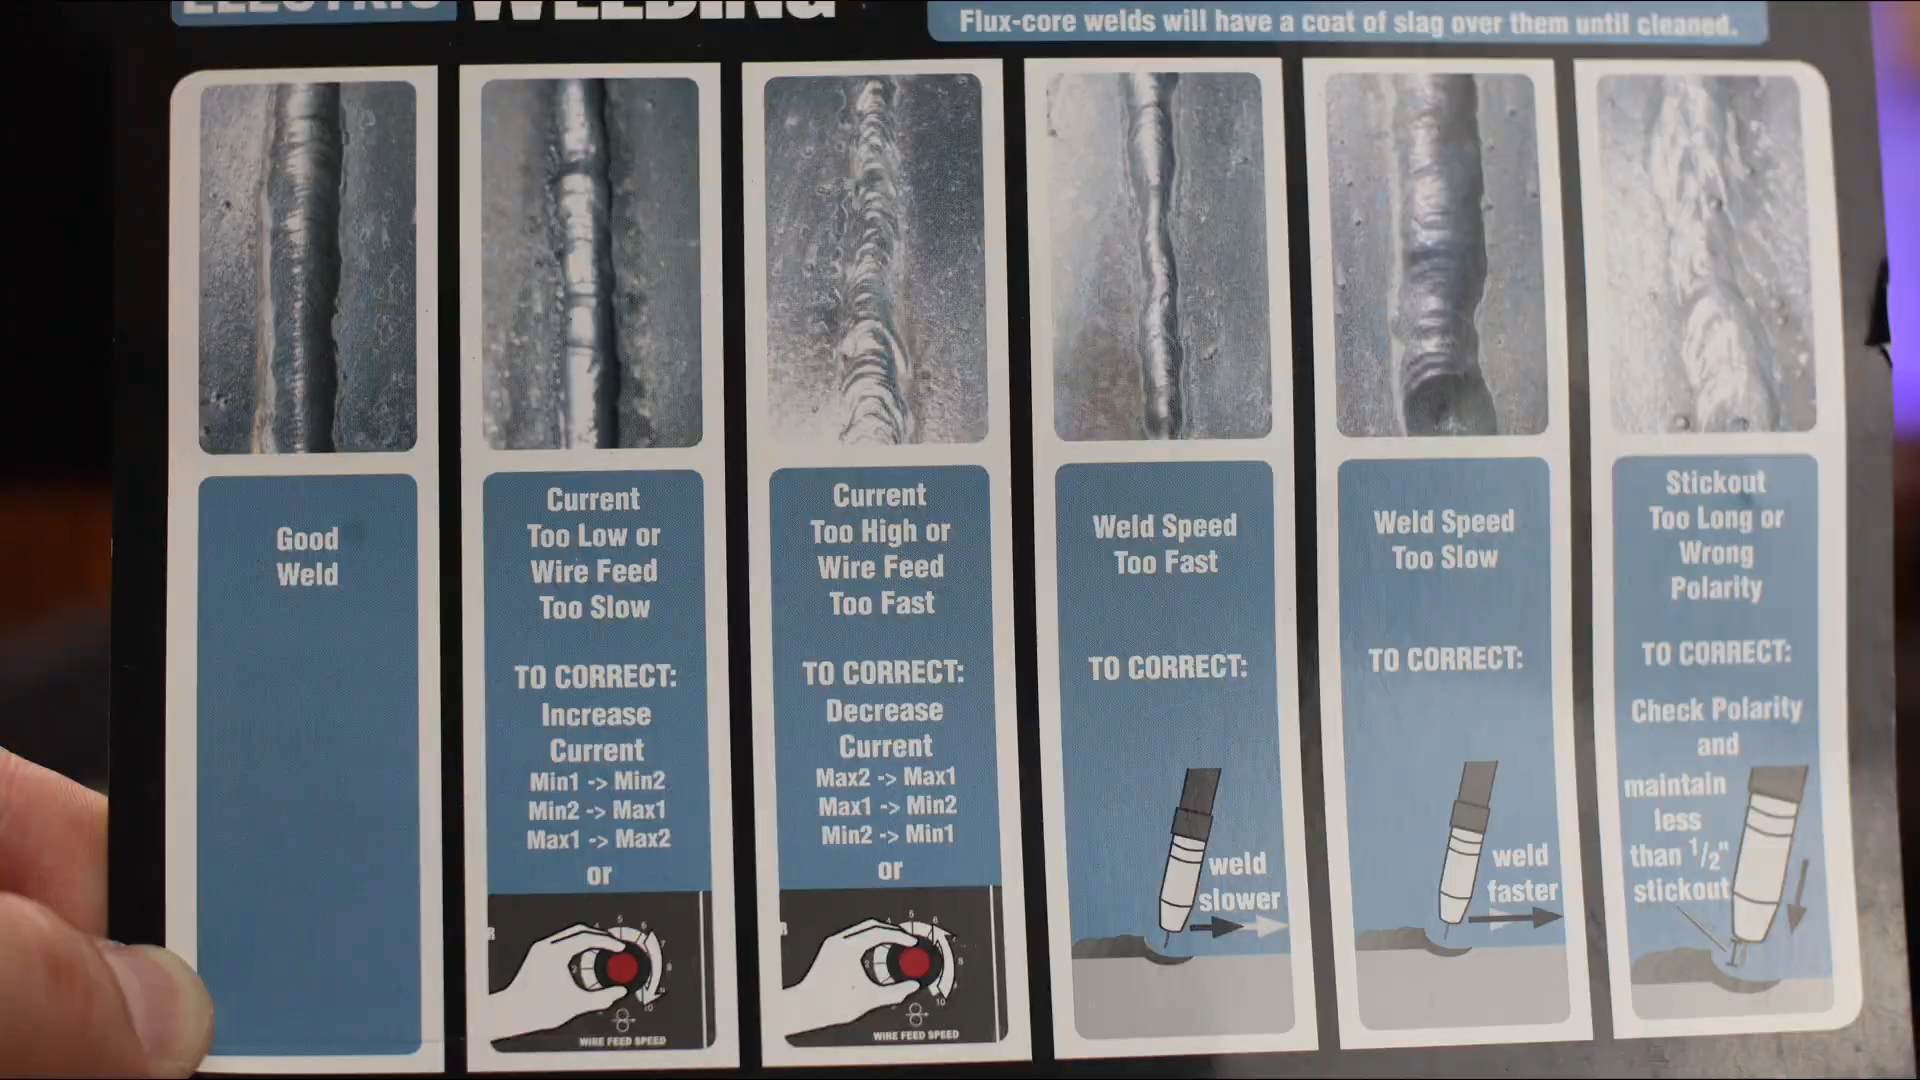 ELECTRIC WELDING
Flux-core welds will have a coat of slag over them until cleaned.
Good
Weld
Current
Too Low or
Wire Feed
Too Slow
TO CORRECT:
Increase
Current
Min1 -> Min2
Min2 -> Max1
Max1 -> Max2
or
WIRE FEED SPEED
Current
Too High or
Wire Feed
Too Fast
TO CORRECT:
Decrease
Current
Max2 -> Max1
Max1 -> Min2
Min2 -> Min1
or
WIRE FEED SPEED
Weld Speed
Too Fast
TO CORRECT:
weld
slower
Weld Speed
Too Slow
TO CORRECT:
weld
faster
Stickout
Too Long or
Wrong
Polarity
TO CORRECT:
Check Polarity
and
maintain
less
than 1/2"
stickout